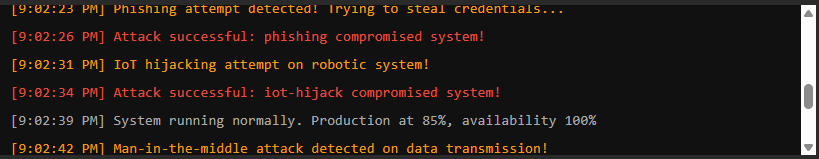 [9:02:23 PM] Phishing attempt detected! Trying to steal credentials...
[9:02:26 PM] Attack successful: phishing compromised system!
[9:02:31 PM] IoT hijacking attempt on robotic system!
[9:02:34 PM] Attack successful: iot-hijack compromised system!
[9:02:39 PM] System running normally. Production at 85%, availability 100%
[9:02:42 PM] Man-in-the-middle attack detected on data transmission!